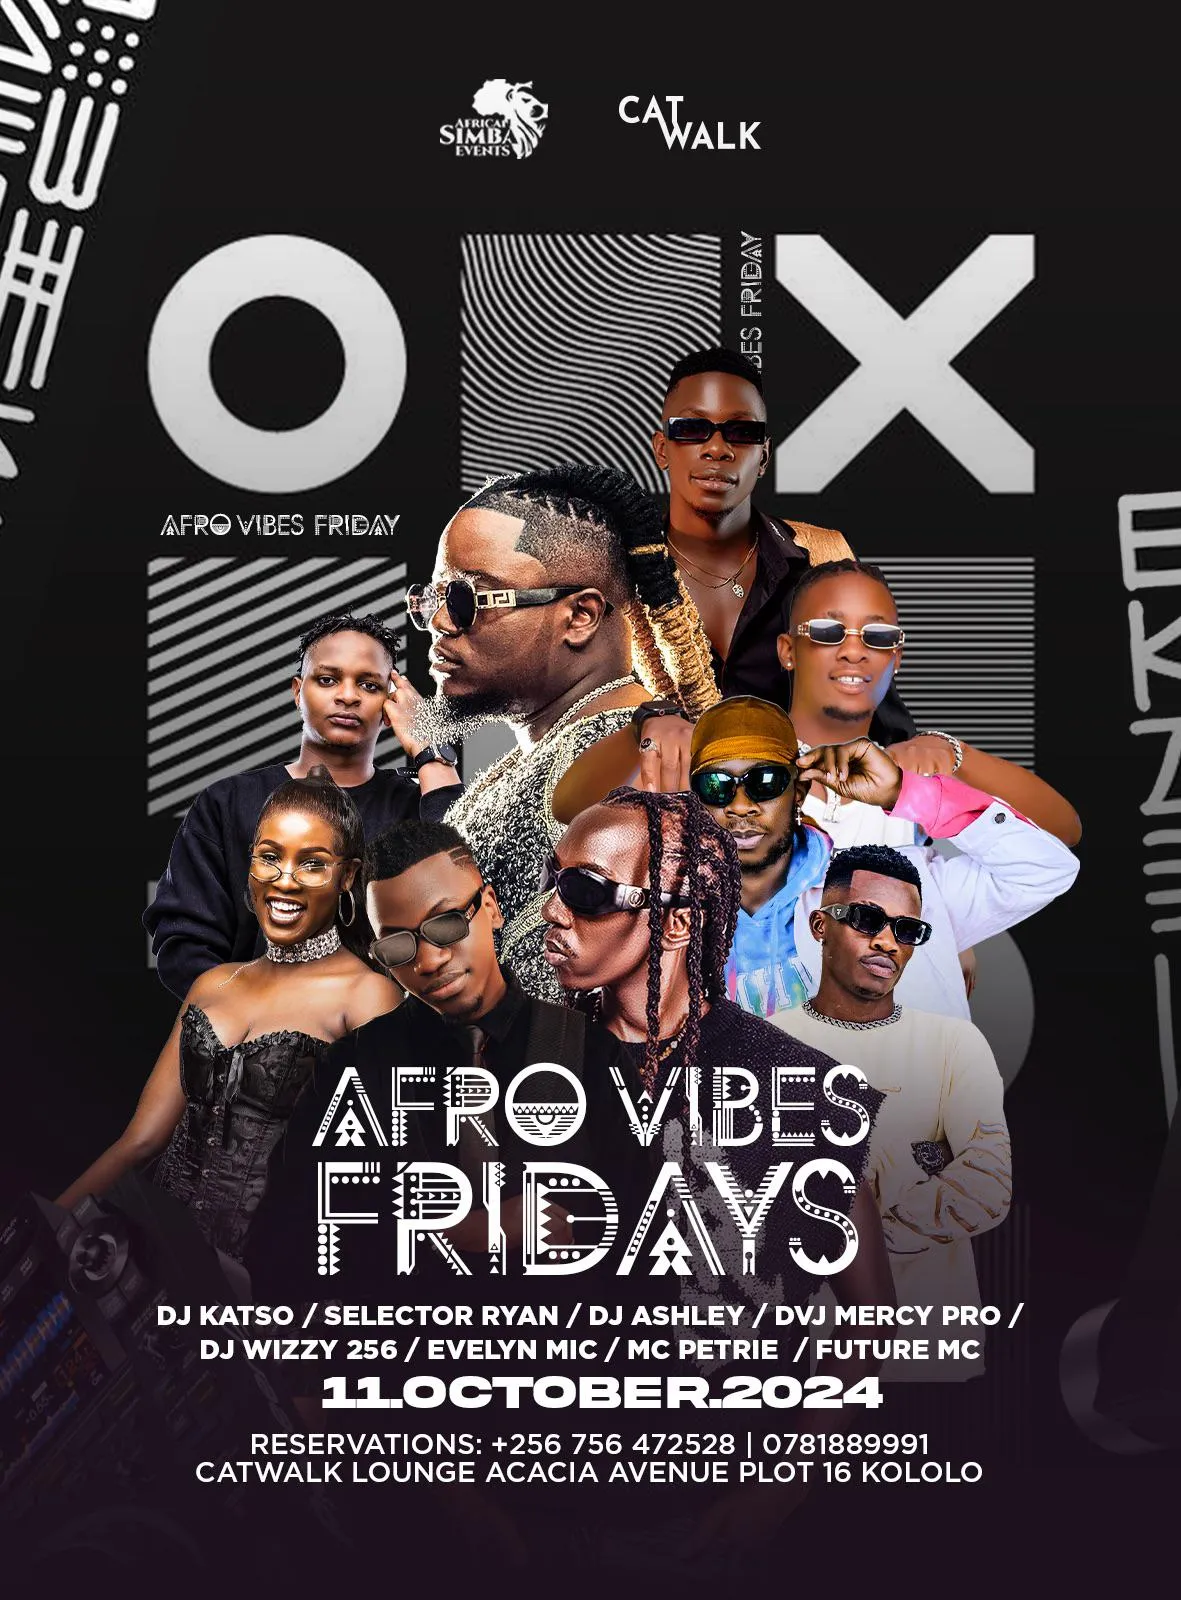 AFRICAN
SIMBA
EVENTS
CAT
WALK
O X
BES FRIDAY
AFRO VIBES FRIDAY
AFRO VIBES
FRIDAYS
DJ KATSO / SELECTOR RYAN / DJ ASHLEY / DVJ MERCY PRO /
DJ WIZZY 256 / EVELYN MIC / MC PETRIE / FUTURE MC
11.OCTOBER.2024
RESERVATIONS: +256 756 472528 | 0781889991
CATWALK LOUNGE ACACIA AVENUE PLOT 16 KOLOLO